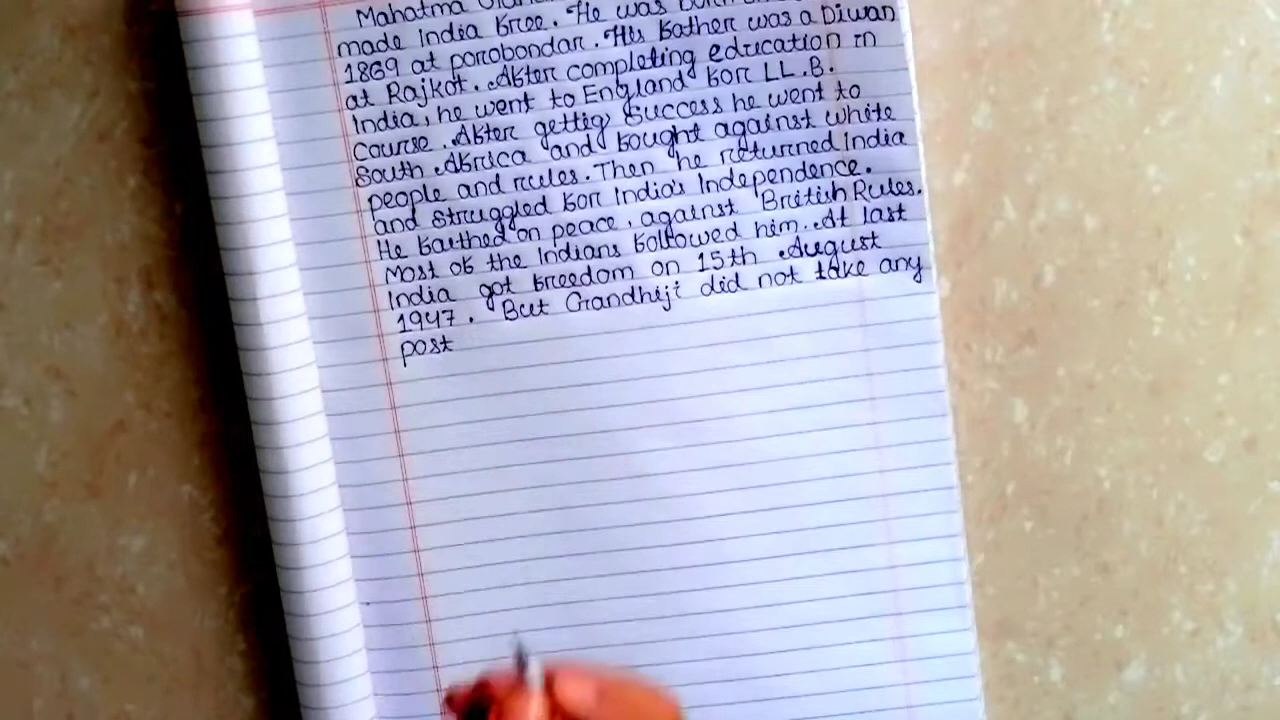 Mahatma
made India free. He was
1869 at porobondar. His father was a Diwan
at Rajkot. After completing education in
India, he went to England for LL.B.
course. After gettig success he went to
South Africa and fought against white
people and rules. Then he returned India
and struggled for India's Independence.
He faithed on peace, against British Rules.
Most of the Indians followed him. At last
India got freedom on 15th August
1947. But Gandhiji did not take any
post